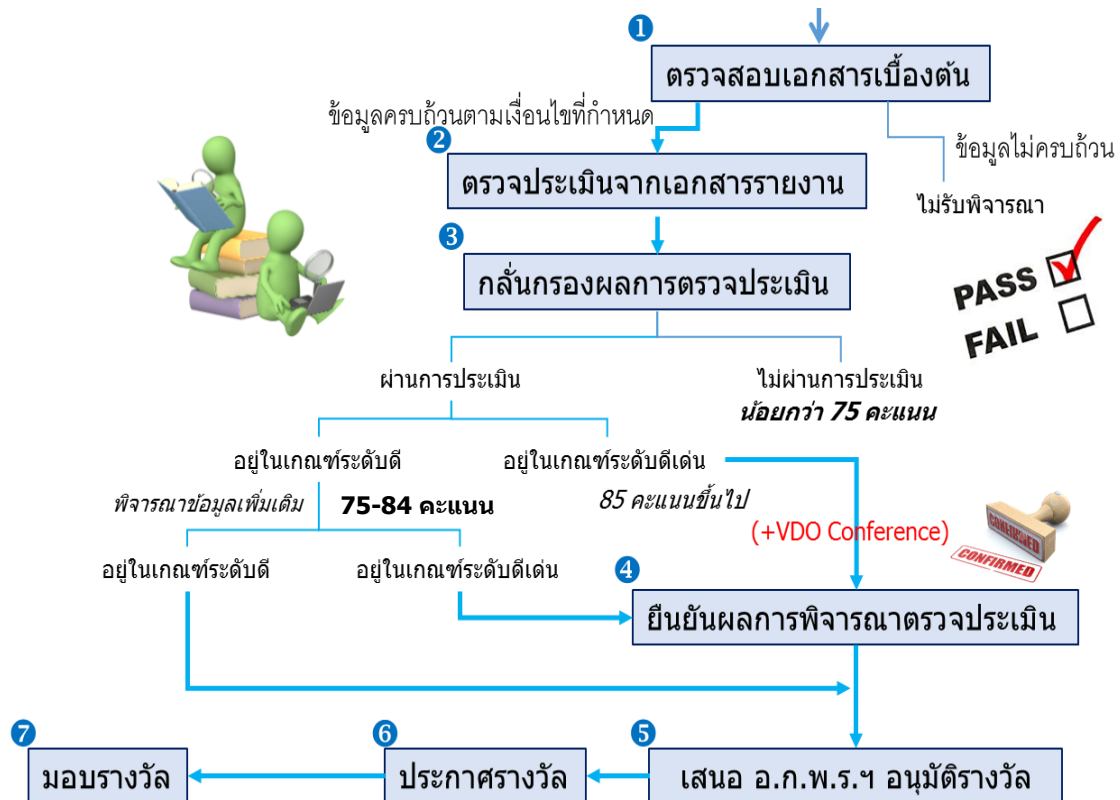 1
ตรวจสอบเอกสารเบื้องต้น
ข้อมูลครบถ้วนตามเงื่อนไขที่กำหนด
ข้อมูลไม่ครบถ้วน
2
ตรวจประเมินจากเอกสารรายงาน
ไม่รับพิจารณา
3
กลั่นกรองผลการตรวจประเมิน
PASS
FAIL
ผ่านการประเมิน
ไม่ผ่านการประเมิน
น้อยกว่า 75 คะแนน
อยู่ในเกณฑ์ระดับดี
อยู่ในเกณฑ์ระดับดีเด่น
พิจารณาข้อมูลเพิ่มเติม
75-84 คะแนน
85 คะแนนขึ้นไป
(+VDO Conference)
CONFIRMED
CONFIRMED
อยู่ในเกณฑ์ระดับดี
อยู่ในเกณฑ์ระดับดีเด่น
4
ยืนยันผลการพิจารณาตรวจประเมิน
7
มอบรางวัล
6
ประกาศรางวัล
5
เสนอ อ.ก.พ.ร.ฯ อนุมัติรางวัล